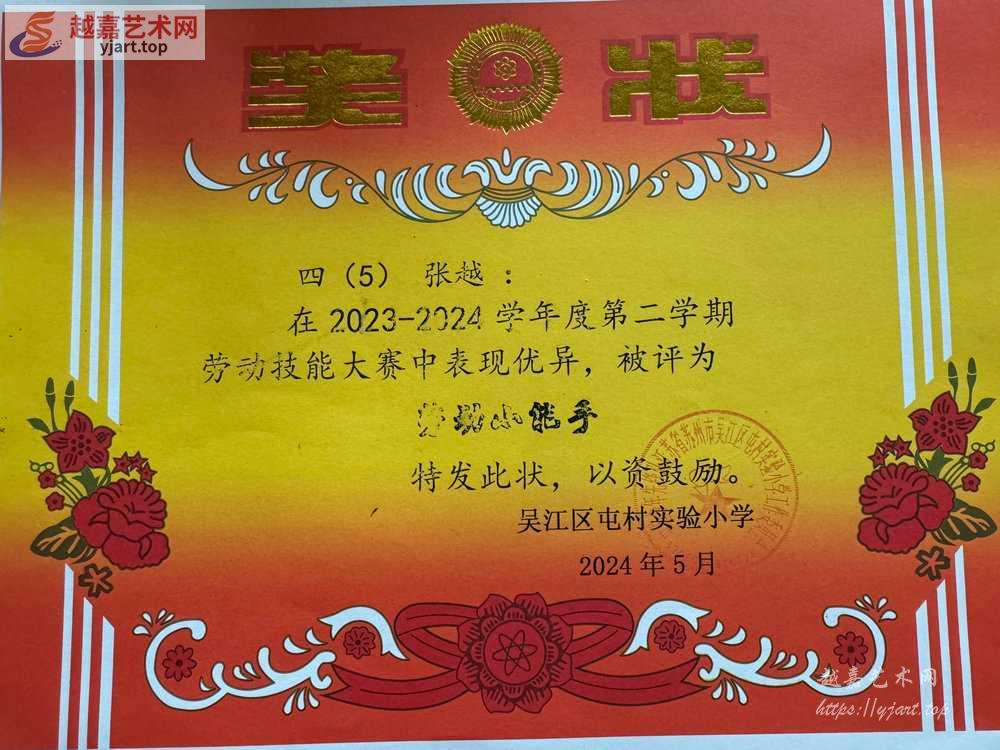 越嘉艺术网
yjart.top
奖状
四（5） 张越：
在 2023-2024 学年度第二学期
劳动技能大赛中表现优异，被评为
劳动小能手
特发此状，以资鼓励。
吴江区屯村实验小学
2024 年 5 月
越嘉艺术网
https://yjart.top